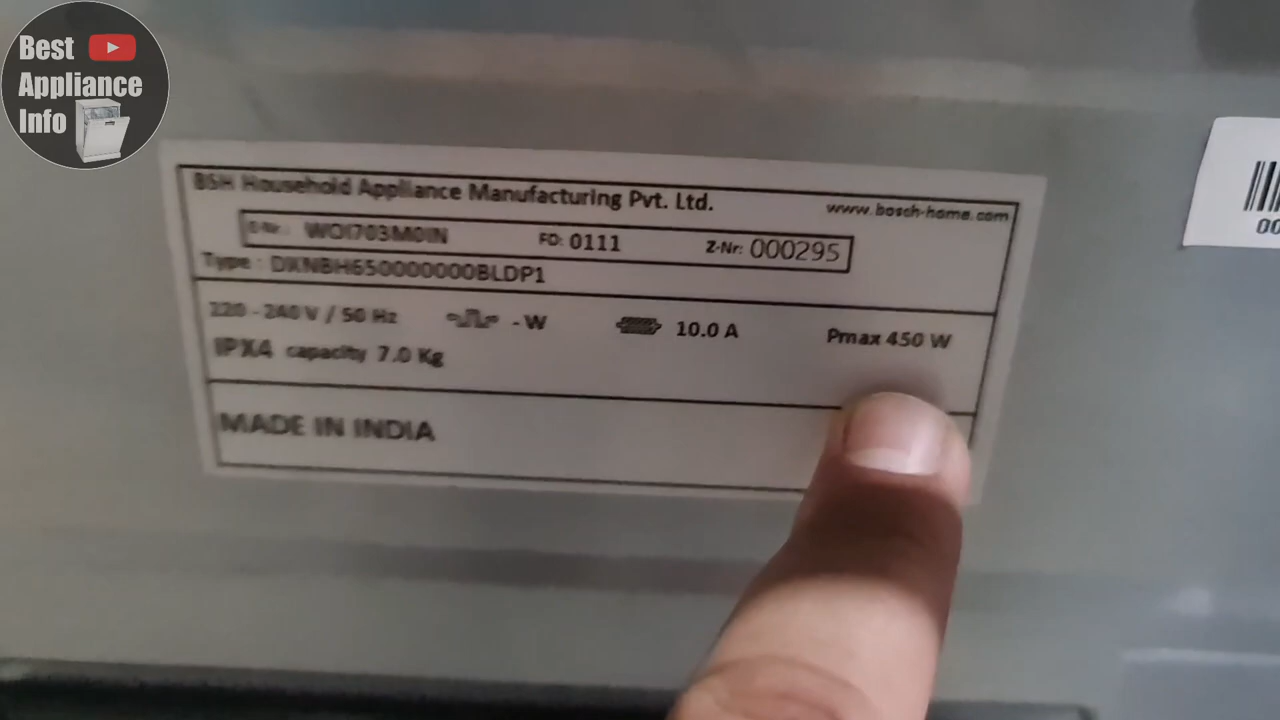 Best
Appliance
Info
BSH Household Appliance Manufacturing Pvt. Ltd.
www.bosch-home.com
E-Nr.: WOI703M0IN FD: 0111 Z-Nr: 000295
Type : DXNBH650000000BLDP1
220 - 240 V / 50 Hz - W 10.0 A Pmax 450 W
IPX4 capacity 7.0 Kg
MADE IN INDIA
00